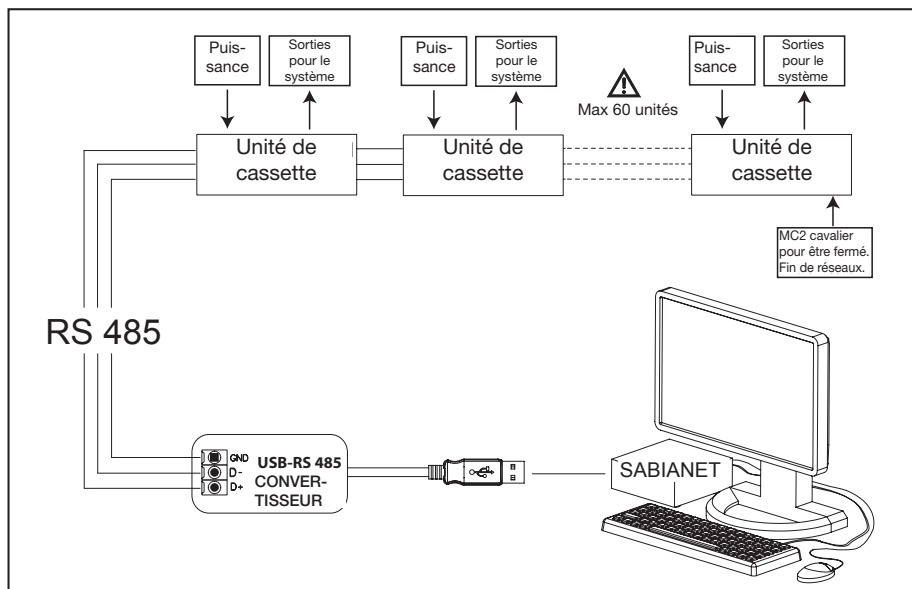 Puis-
sance
Sorties
pour le
système
Puis-
sance
Sorties
pour le
système
Max 60 unités
Puis-
sance
Sorties
pour le
système
Unité de
cassette
Unité de
cassette
Unité de
cassette
MC2 cavalier
pour être fermé.
Fin de réseaux.
RS 485
GND
D-
D+
USB-RS 485
CONVER-
TISSEUR
SABIANET